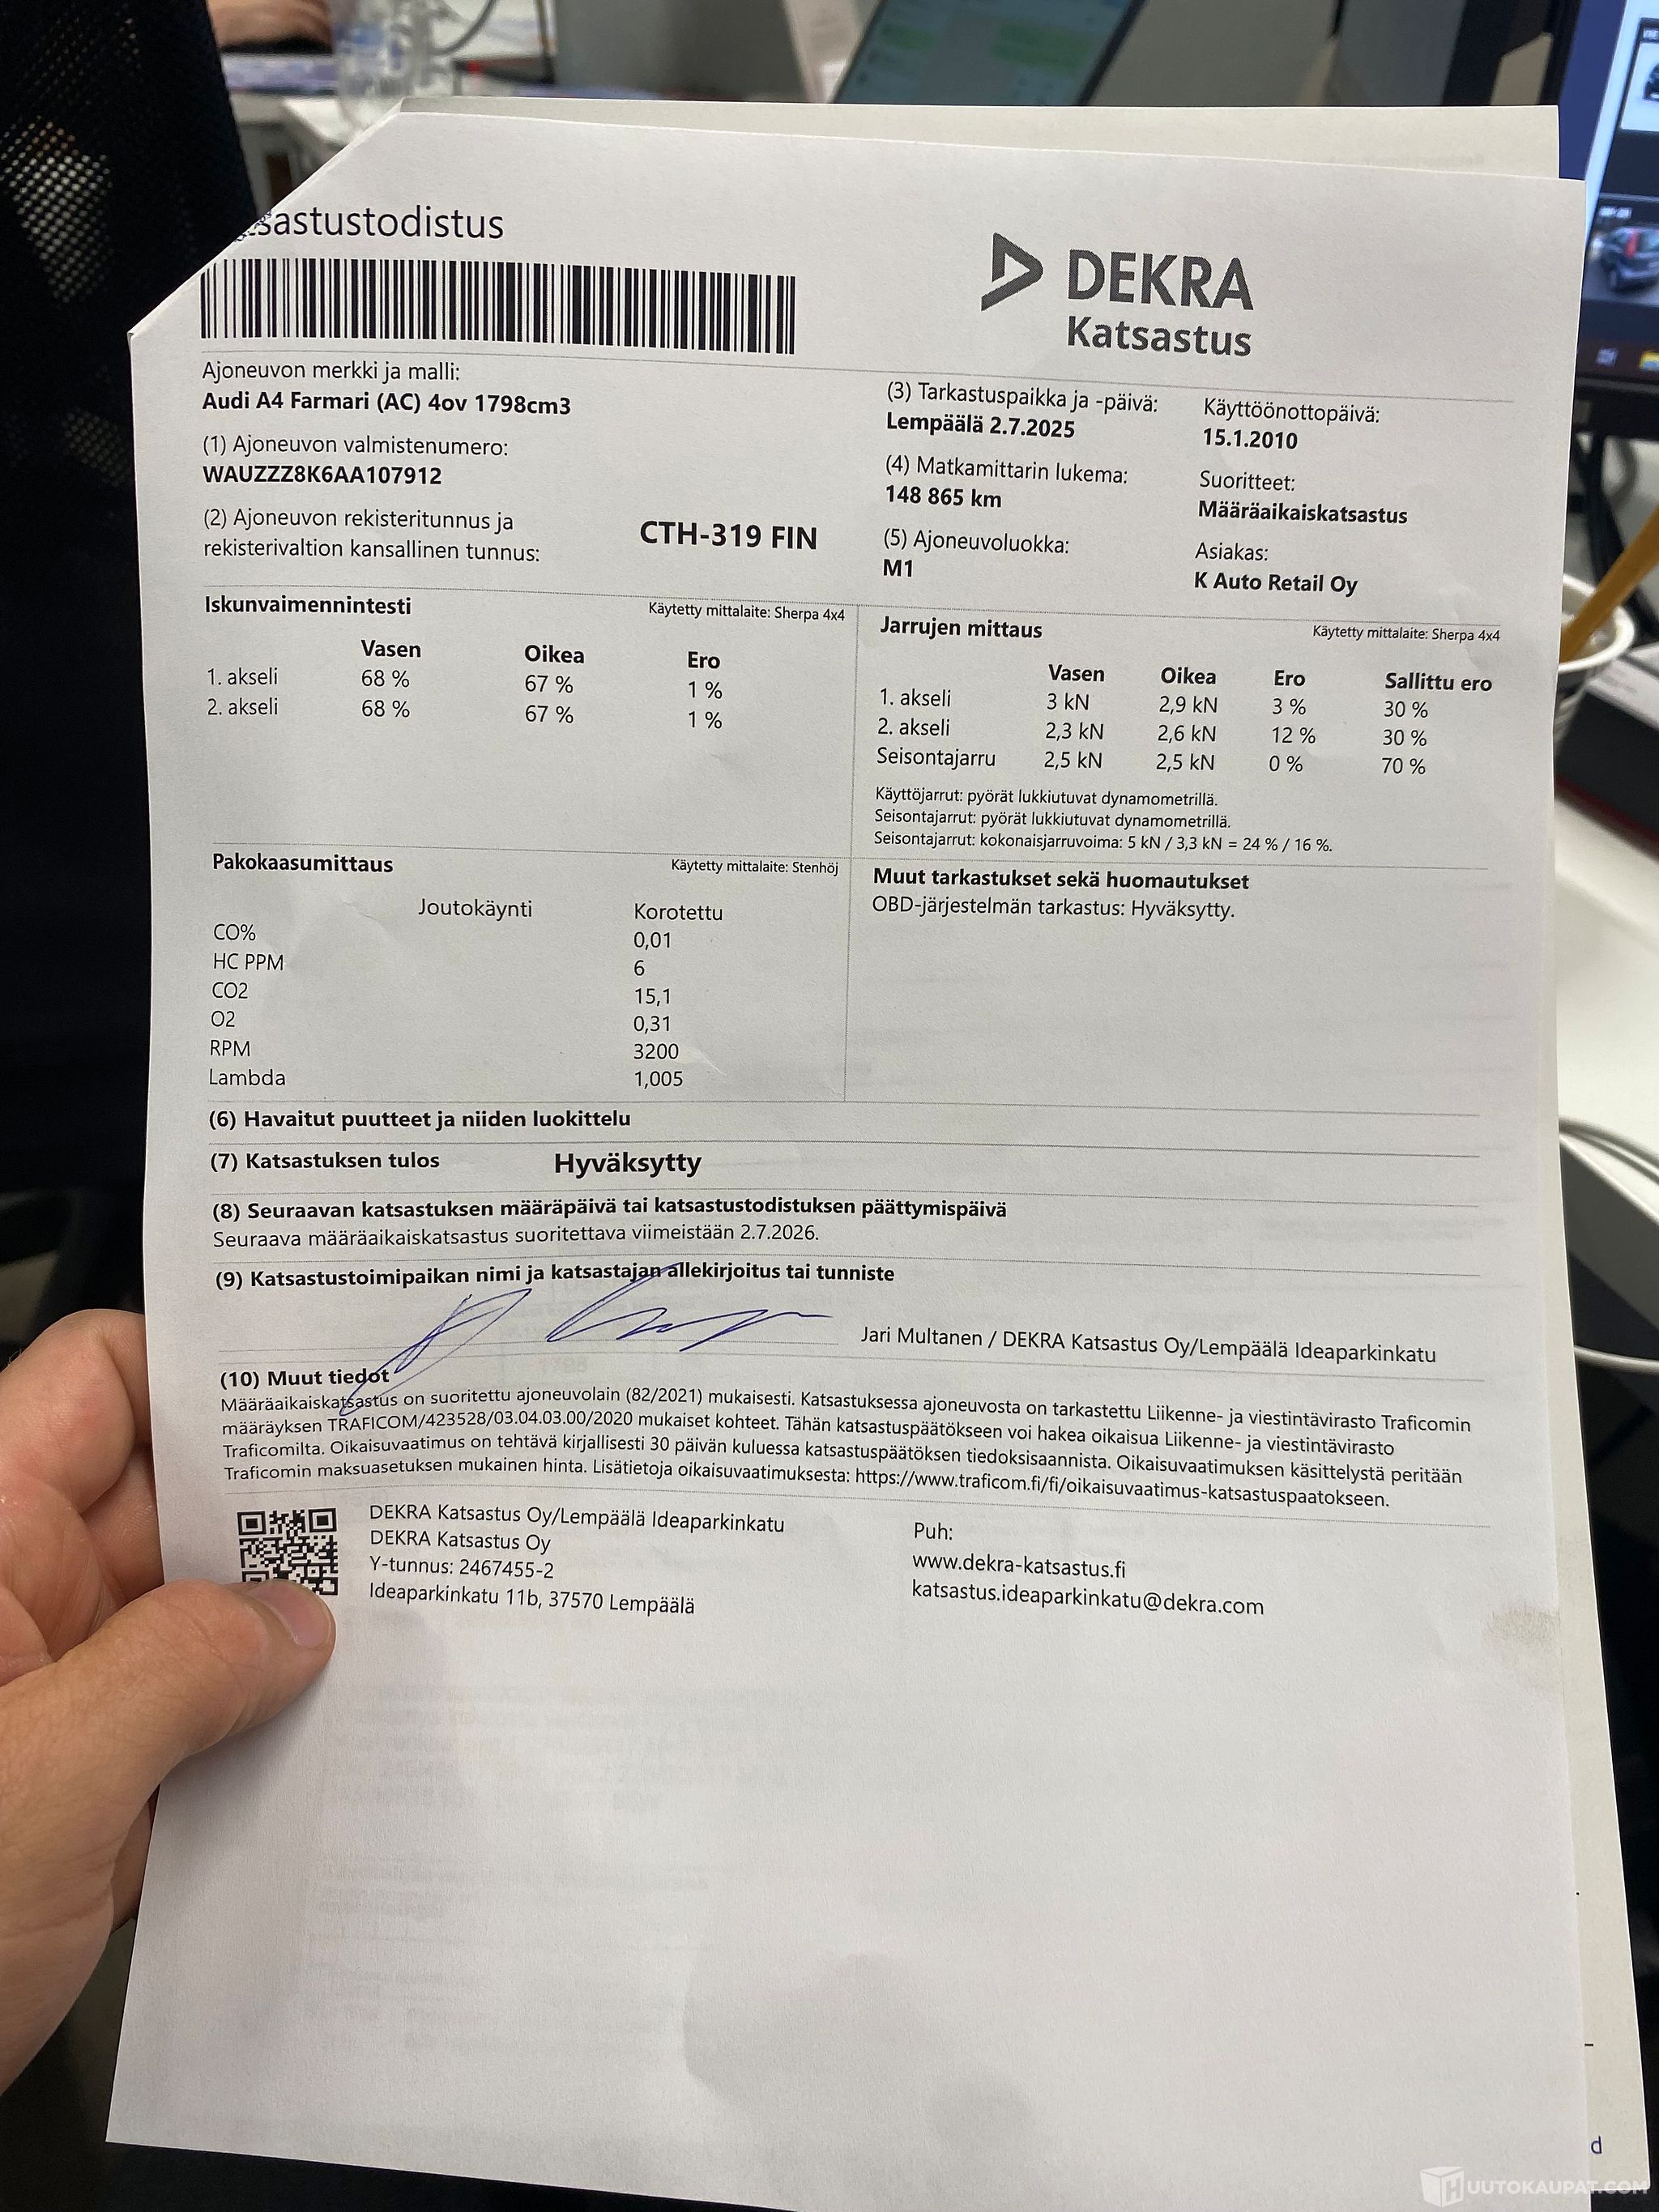 sastustodistus
DEKRA
Katsastus
Ajoneuvon merkki ja malli:
Audi A4 Farmari (AC) 4ov 1798cm3
(1) Ajoneuvon valmistenumero:
WAUZZZ8K6AA107912
(2) Ajoneuvon rekisteritunnus ja
rekisterivaltion kansallinen tunnus:
CTH-319 FIN
(3) Tarkastuspaikka ja -päivä:
Lempäälä 2.7.2025
(4) Matkamittarin lukema:
148 865 km
(5) Ajoneuvoluokka:
M1
Käyttöönottopäivä:
15.1.2010
Suoritteet:
Määräaikaiskatsastus
Asiakas:
K Auto Retail Oy
Iskunvaimennintesti Käytetty mittalaite: Sherpa 4x4
Vasen Oikea Ero
1. akseli 68 % 67 % 1 %
2. akseli 68 % 67 % 1 %
Jarrujen mittaus Käytetty mittalaite: Sherpa 4x4
Vasen Oikea Ero Sallittu ero
1. akseli 3 kN 2,9 kN 3 % 30 %
2. akseli 2,3 kN 2,6 kN 12 % 30 %
Seisontajarru 2,5 kN 2,5 kN 0 % 70 %
Käyttöjarrut: pyörät lukkiutuvat dynamometrillä.
Seisontajarrut: pyörät lukkiutuvat dynamometrillä.
Seisontajarrut: kokonaisjarruvoima: 5 kN / 3,3 kN = 24 % / 16 %.
Pakokaasumittaus Käytetty mittalaite: Stenhöj
Joutokäynti Korotettu
CO% 0,01
HC PPM 6
CO2 15,1
O2 0,31
RPM 3200
Lambda 1,005
Muut tarkastukset sekä huomautukset
OBD-järjestelmän tarkastus: Hyväksytty.
(6) Havaitut puutteet ja niiden luokittelu
(7) Katsastuksen tulos Hyväksytty
(8) Seuraavan katsastuksen määräpäivä tai katsastustodistuksen päättymispäivä
Seuraava määräaikaiskatsastus suoritettava viimeistään 2.7.2026.
(9) Katsastustoimipaikan nimi ja katsastajan allekirjoitus tai tunniste
Jari Multanen / DEKRA Katsastus Oy/Lempäälä Ideaparkinkatu
(10) Muut tiedot
Määräaikaiskatsastus on suoritettu ajoneuvolain (82/2021) mukaisesti. Katsastuksessa ajoneuvosta on tarkastettu Liikenne- ja viestintävirasto Traficomin
määräyksen TRAFICOM/423528/03.04.03.00/2020 mukaiset kohteet. Tähän katsastuspäätökseen voi hakea oikaisua Liikenne- ja viestintävirasto
Traficomilta. Oikaisuvaatimus on tehtävä kirjallisesti 30 päivän kuluessa katsastuspäätöksen tiedoksisaannista. Oikaisuvaatimuksen käsittelystä peritään
Traficomin maksuasetuksen mukainen hinta. Lisätietoja oikaisuvaatimuksesta: https://www.traficom.fi/fi/oikaisuvaatimus-katsastuspaatokseen.
DEKRA Katsastus Oy/Lempäälä Ideaparkinkatu
DEKRA Katsastus Oy
Y-tunnus: 2467455-2
Ideaparkinkatu 11b, 37570 Lempäälä
Puh:
www.dekra-katsastus.fi
katsastus.ideaparkinkatu@dekra.com
d
HUUTOKAUPAT.COM